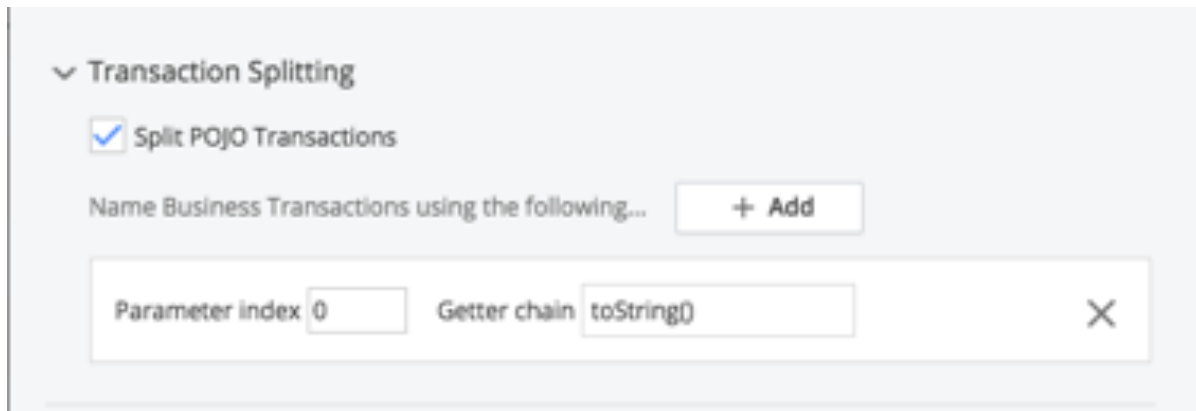 Transaction Splitting
Split POJO Transactions
Name Business Transactions using the following... + Add
Parameter index 0 Getter chain toString()